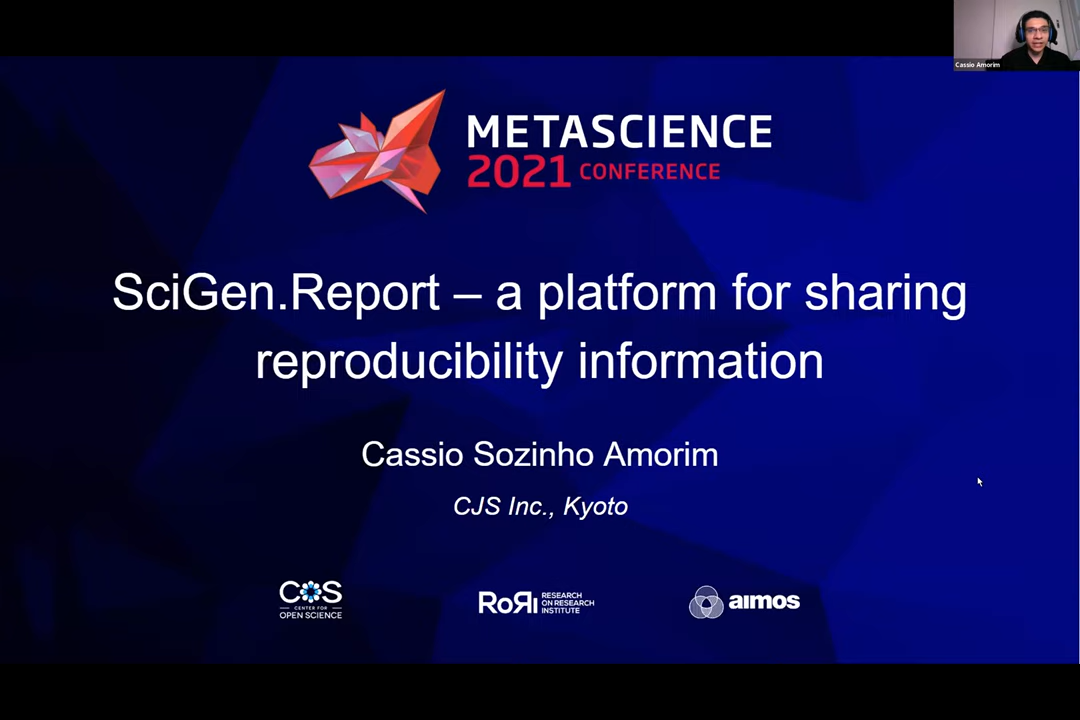 Cassio Amorim
METASCIENCE
2021 CONFERENCE
SciGen.Report – a platform for sharing
reproducibility information
Cassio Sozinho Amorim
CJS Inc., Kyoto
COS
CENTER FOR
OPEN SCIENCE
RoRI
RESEARCH
ON RESEARCH
INSTITUTE
aimos